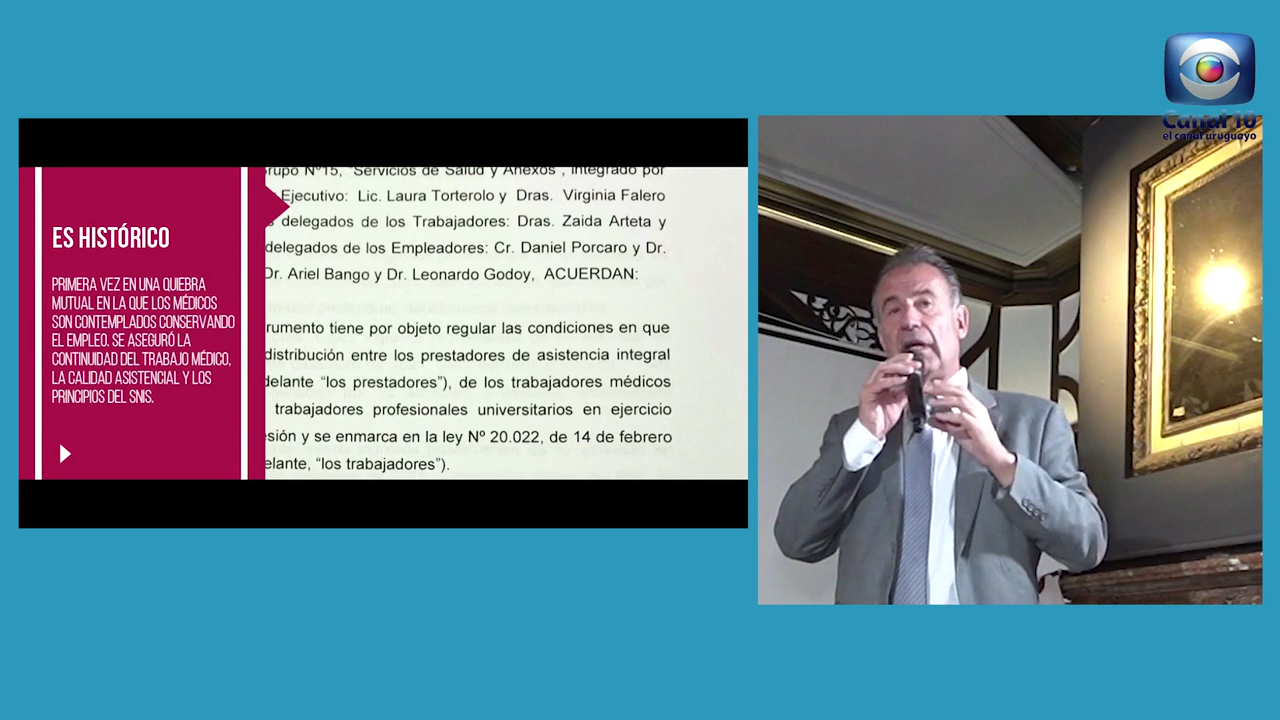 ES HISTÓRICO
PRIMERA VEZ EN UNA QUIEBRA
MUTUAL EN LA QUE LOS MÉDICOS
SON CONTEMPLADOS CONSERVANDO
EL EMPLEO. SE ASEGURÓ LA
CONTINUIDAD DEL TRABAJO MÉDICO,
LA CALIDAD ASISTENCIAL Y LOS
PRINCIPIOS DEL SNIS.
Grupo Nº15, "Servicios de Salud y Anexos", integrado por
Ejecutivo: Lic. Laura Torterolo y Dras. Virginia Falero
delegados de los Trabajadores: Dras. Zaida Arteta y
delegados de los Empleadores: Cr. Daniel Porcaro y Dr.
Dr. Ariel Bango y Dr. Leonardo Godoy, ACUERDAN:
rumento tiene por objeto regular las condiciones en que
distribución entre los prestadores de asistencia integral
delante "los prestadores"), de los trabajadores médicos
trabajadores profesionales universitarios en ejercicio
sión y se enmarca en la ley Nº 20.022, de 14 de febrero
elante, "los trabajadores").
Canal 10
el canal uruguayo